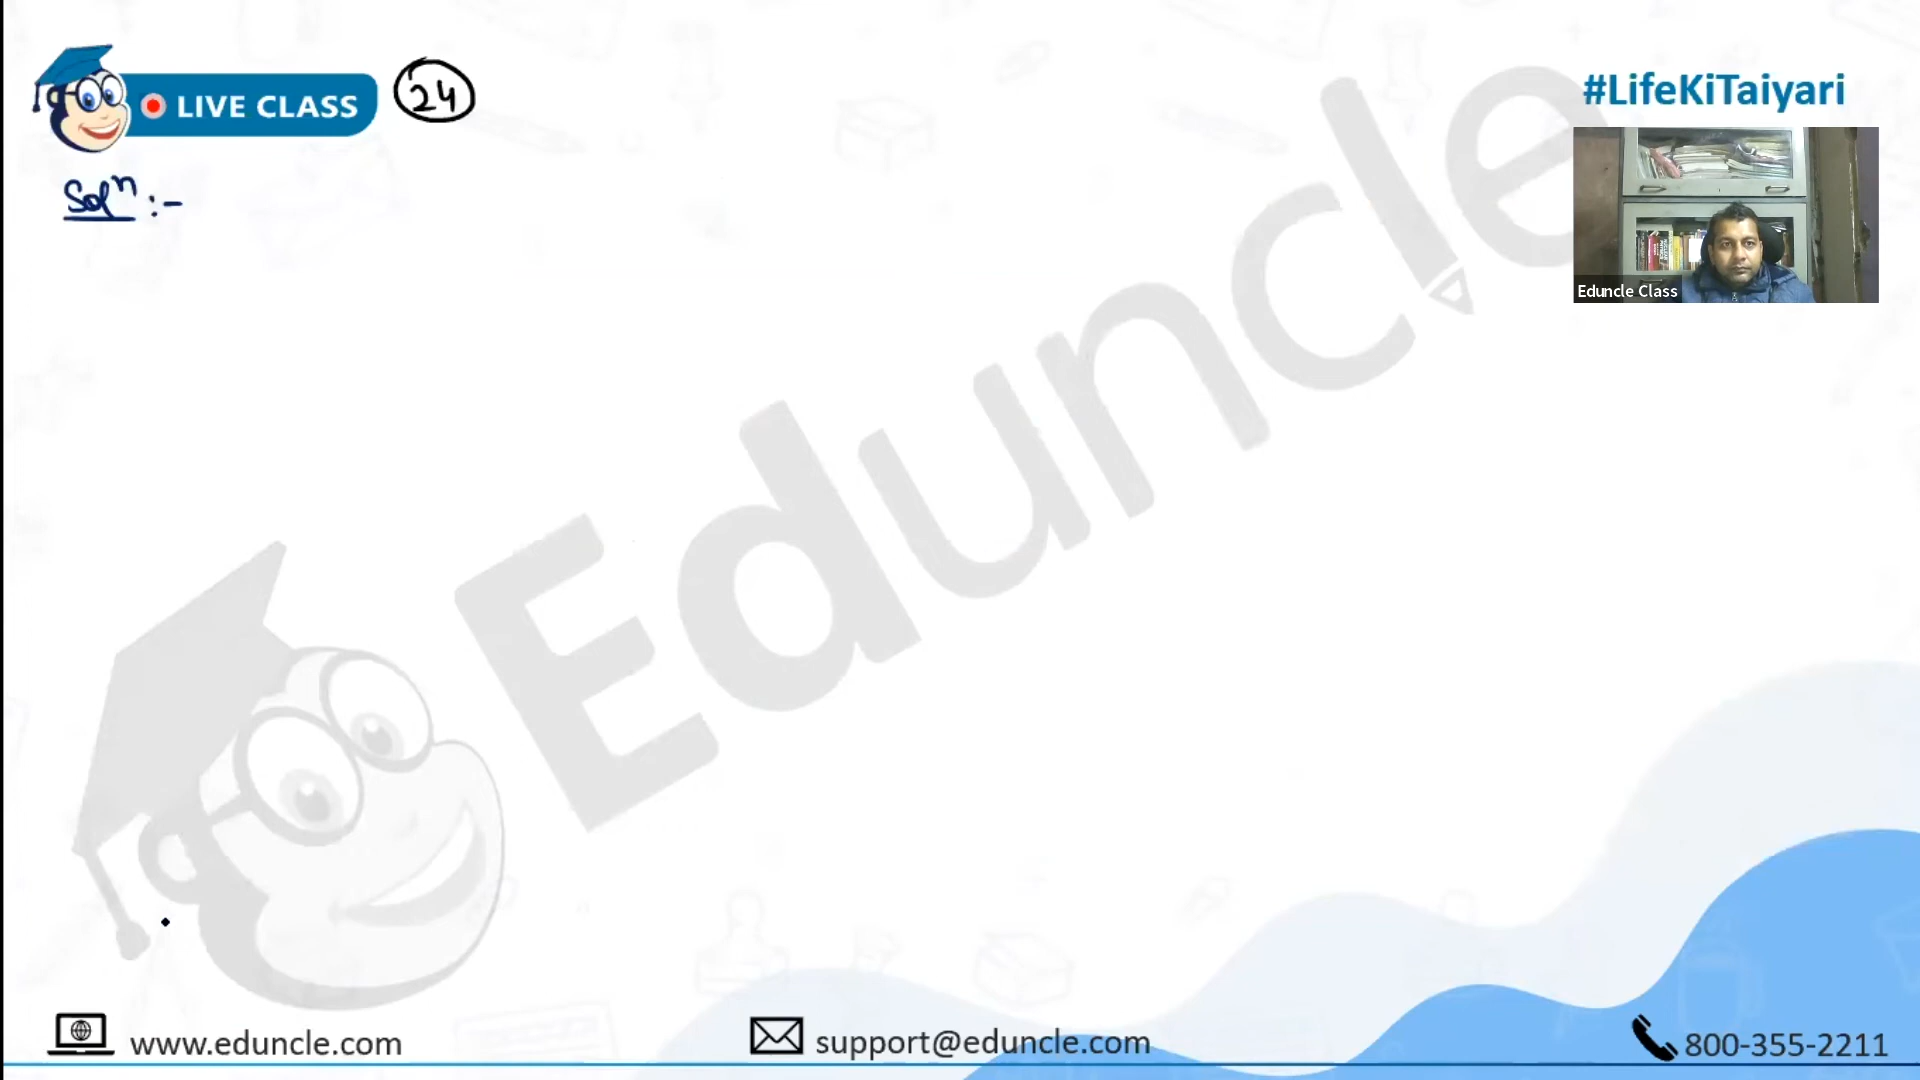 LIVE CLASS
24
#LifeKiTaiyari
Solⁿ :-
Eduncle Class
Eduncle
www.eduncle.com
support@eduncle.com
800-355-2211